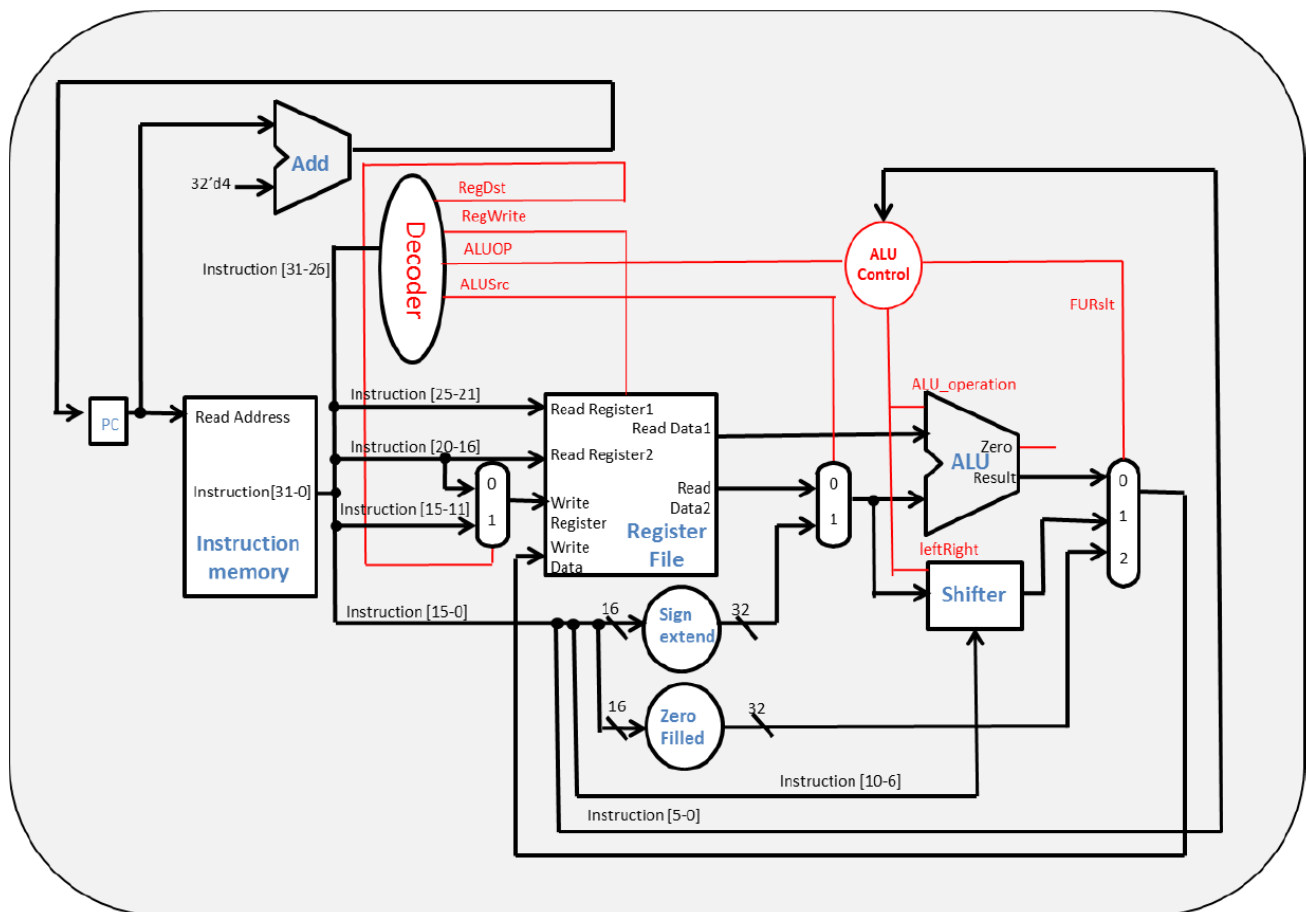 Add
32'd4
RegDst
RegWrite
ALUOP
ALUSrc
Decoder
Instruction [31-26]
ALU
Control
FURslt
PC
Read Address
Instruction[31-0]
Instruction
memory
Instruction [25-21]
Instruction [20-16]
Instruction [15-11]
0
1
Read Register1
Read Data1
Read Register2
Read
Data2
Write
Register
Write
Data
Register
File
0
1
ALU_operation
Zero
ALU
Result
0
1
2
leftRight
Shifter
Instruction [15-0]
16
Sign
extend
32
16
Zero
Filled
32
Instruction [10-6]
Instruction [5-0]